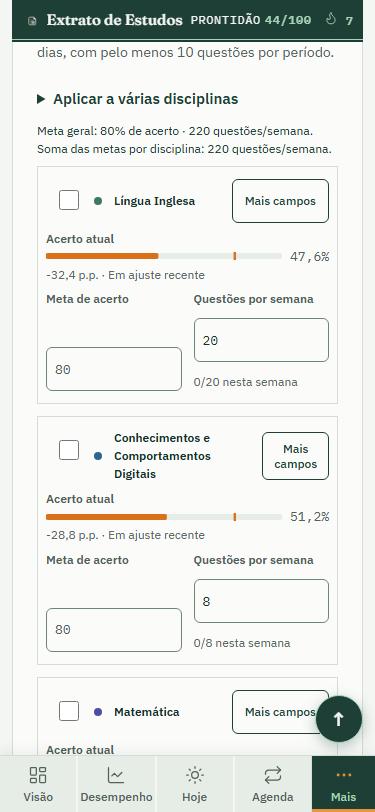 Extrato de Estudos PRONTIDÃO 44/100 7
dias, com pelo menos 10 questões por período.
Aplicar a várias disciplinas
Meta geral: 80% de acerto · 220 questões/semana.
Soma das metas por disciplina: 220 questões/semana.
Língua Inglesa
Mais campos
Acerto atual
47,6%
-32,4 p.p. · Em ajuste recente
Meta de acerto
Questões por semana
80
20
0/20 nesta semana
Conhecimentos e
Comportamentos
Digitais
Mais
campos
Acerto atual
51,2%
-28,8 p.p. · Em ajuste recente
Meta de acerto
Questões por semana
80
8
0/8 nesta semana
Matemática
Mais campos
Acerto atual
Visão
Desempenho
Hoje
Agenda
Mais